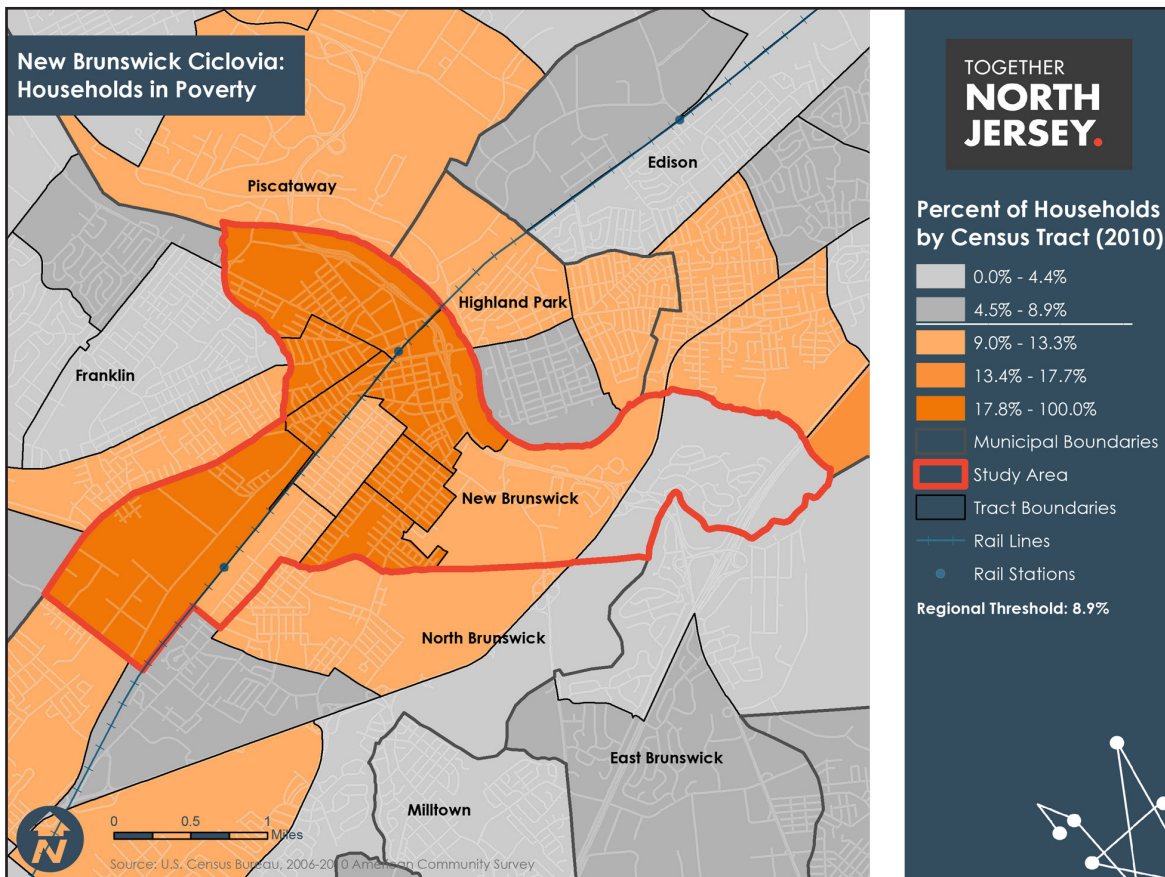 New Brunswick Ciclovia:
Households in Poverty
Piscataway
Edison
Highland Park
Franklin
New Brunswick
North Brunswick
East Brunswick
Milltown
N
0 0.5 1
Miles
Source: U.S. Census Bureau, 2006-2010 American Community Survey
TOGETHER
NORTH
JERSEY.
Percent of Households
by Census Tract (2010)
0.0% - 4.4%
4.5% - 8.9%
9.0% - 13.3%
13.4% - 17.7%
17.8% - 100.0%
Municipal Boundaries
Study Area
Tract Boundaries
Rail Lines
Rail Stations
Regional Threshold: 8.9%